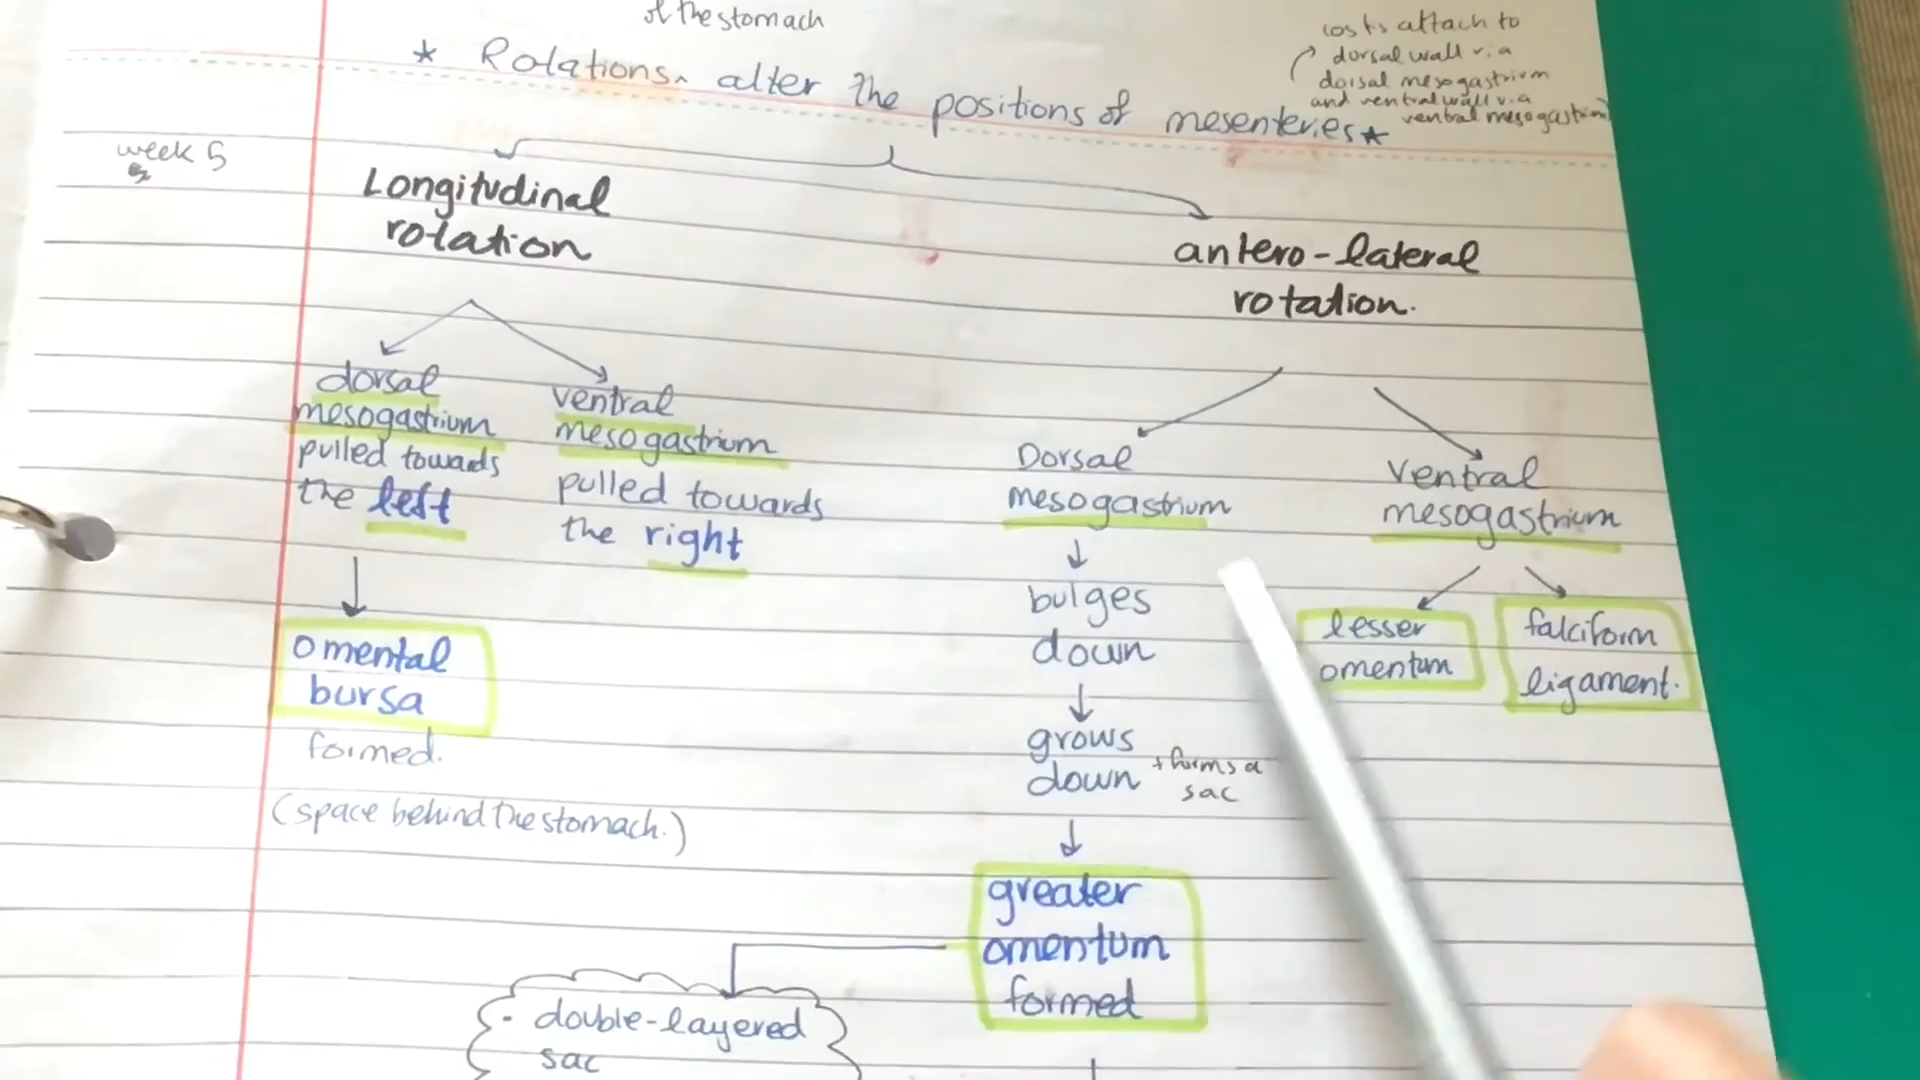 of the stomach
* Rotations^ alter the positions of mesenteries *
attach to
dorsal wall via
dorsal mesogastrium
and ventral wall via
ventral mesogastrium
week 5
Longitudinal
rotation
dorsal
mesogastrium
pulled towards
the left
omental
bursa
formed.
(space behind the stomach.)
ventral
mesogastrium
pulled towards
the right
antero-lateral
rotation.
Dorsal
mesogastrium
bulges
down
grows
down + forms a
sac
greater
omentum
formed
· double-layered
sac
ventral
mesogastrium
lesser
omentum
falciform
ligament.